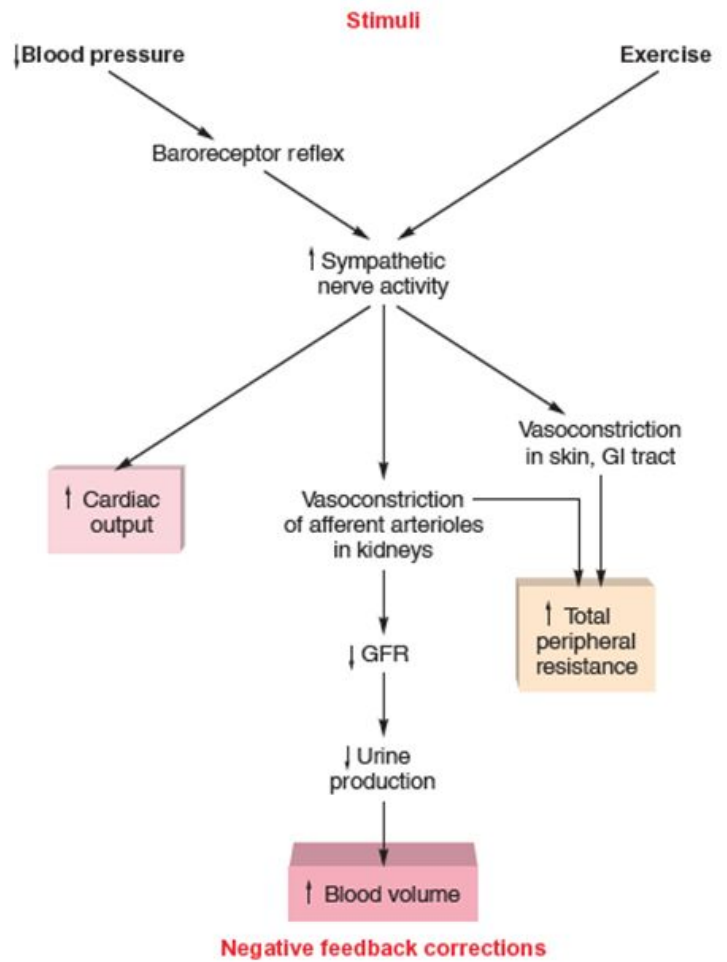 Stimuli
↓Blood pressure
Exercise
Baroreceptor reflex
↑ Sympathetic
nerve activity
Vasoconstriction
in skin, GI tract
↑ Cardiac
output
Vasoconstriction
of afferent arterioles
in kidneys
↑ Total
peripheral
resistance
↓ GFR
↓ Urine
production
↑ Blood volume
Negative feedback corrections